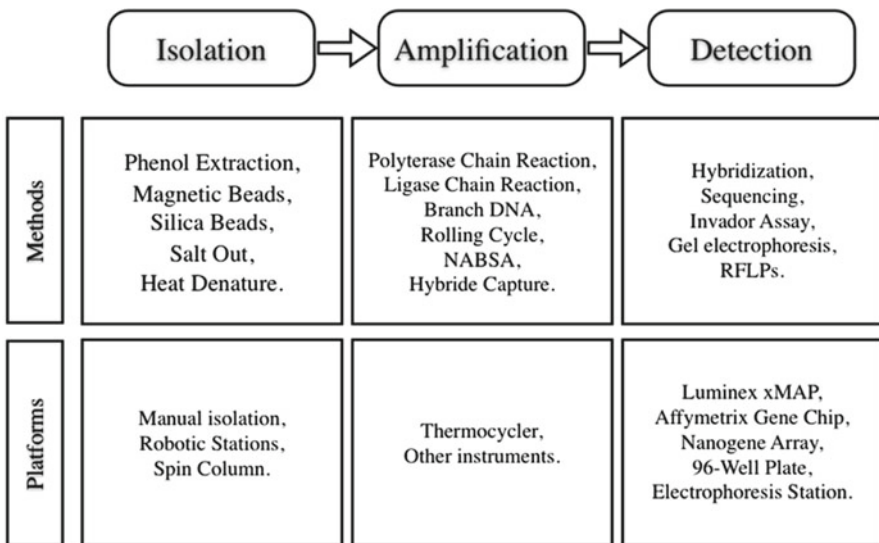 Isolation
Amplification
Detection
Methods
Phenol Extraction,
Magnetic Beads,
Silica Beads,
Salt Out,
Heat Denature.
Polyterase Chain Reaction,
Ligase Chain Reaction,
Branch DNA,
Rolling Cycle,
NABSA,
Hybride Capture.
Hybridization,
Sequencing,
Invador Assay,
Gel electrophoresis,
RFLPs.
Platforms
Manual isolation,
Robotic Stations,
Spin Column.
Thermocycler,
Other instruments.
Luminex xMAP,
Affymetrix Gene Chip,
Nanogene Array,
96-Well Plate,
Electrophoresis Station.